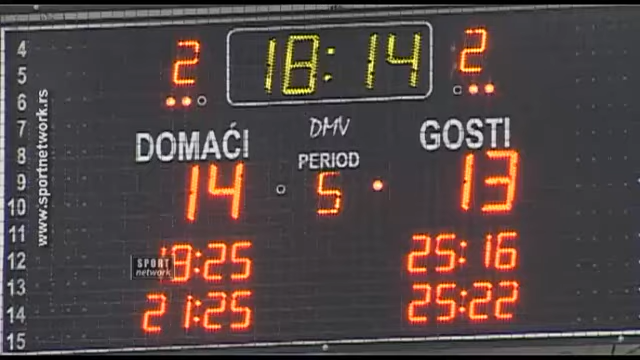 2 18:14 2
DMV
DOMAĆI PERIOD GOSTI
14 5 13
19:25 25:16
21:25 25:22
4
5
6
7
8
9
10
11
12
13
14
15
www.sportnetwork.rs
SPORT
network